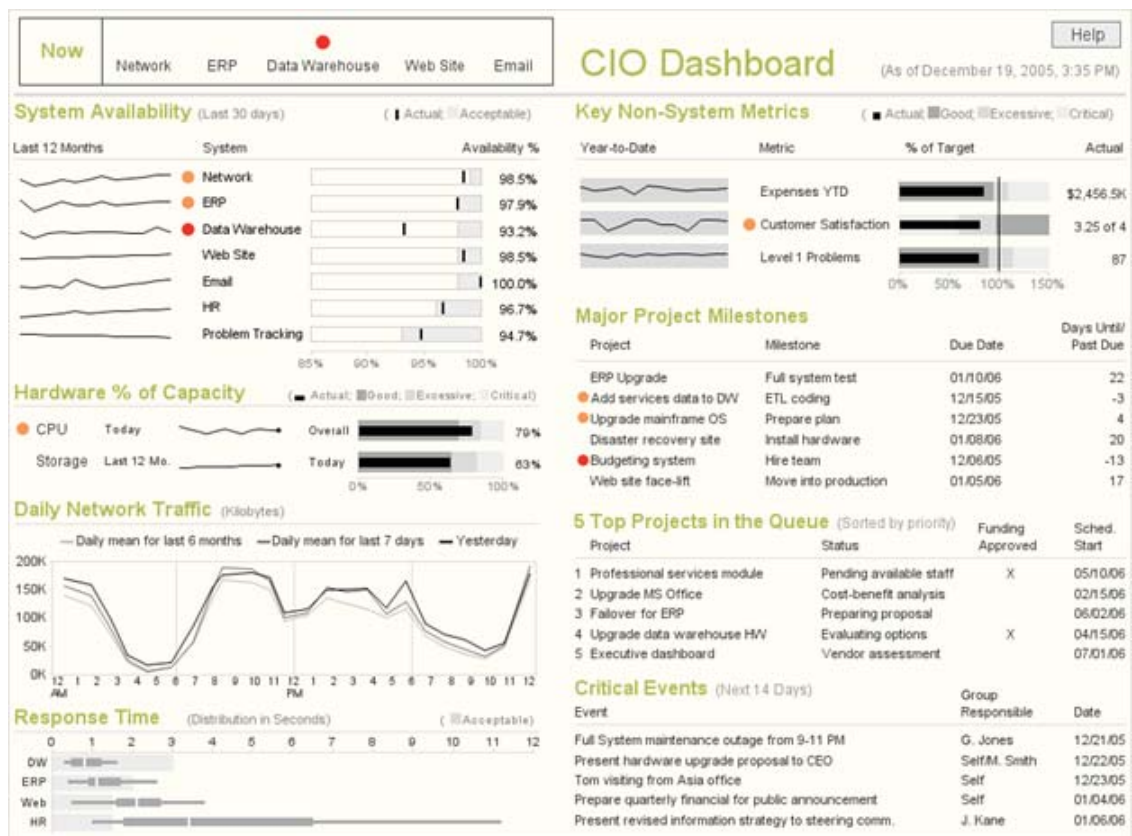 Now
Network ERP Data Warehouse Web Site Email
CIO Dashboard
Help
(As of December 19, 2005, 3:35 PM)
System Availability (Last 30 days) ( Actual; Acceptable)
Last 12 Months System Availability %
Network 98.5%
ERP 97.9%
Data Warehouse 93.2%
Web Site 98.5%
Email 100.0%
HR 96.7%
Problem Tracking 94.7%
85% 90% 95% 100%
Hardware % of Capacity ( Actual; Good; Excessive; Critical)
CPU Today Overall 79%
Storage Last 12 Mo. Today 63%
0% 50% 100%
Daily Network Traffic (Kilobytes)
Daily mean for last 6 months Daily mean for last 7 days Yesterday
200K
150K
100K
50K
0K
12 1 2 3 4 5 6 7 8 9 10 11 12 1 2 3 4 5 6 7 8 9 10 11 12
AM PM
Response Time (Distribution in Seconds) ( Acceptable)
0 1 2 3 4 5 6 7 8 9 10 11 12
DW
ERP
Web
HR
Key Non-System Metrics ( Actual; Good; Excessive; Critical)
Year-to-Date Metric % of Target Actual
Expenses YTD $2,456.5K
Customer Satisfaction 3.25 of 4
Level 1 Problems 87
0% 50% 100% 150%
Major Project Milestones
Project Milestone Due Date Days Until/
Past Due
ERP Upgrade Full system test 01/10/06 22
Add services data to DW ETL coding 12/15/05 -3
Upgrade mainframe OS Prepare plan 12/23/05 4
Disaster recovery site Install hardware 01/08/06 20
Budgeting system Hire team 12/06/05 -13
Web site face-lift Move into production 01/05/06 17
5 Top Projects in the Queue (Sorted by priority)
Project Status Funding Approved Sched. Start
1 Professional services module Pending available staff X 05/10/06
2 Upgrade MS Office Cost-benefit analysis 02/15/06
3 Failover for ERP Preparing proposal 06/02/06
4 Upgrade data warehouse HW Evaluating options X 04/15/06
5 Executive dashboard Vendor assessment 07/01/06
Critical Events (Next 14 Days)
Event Group Responsible Date
Full System maintenance outage from 9-11 PM G. Jones 12/21/05
Present hardware upgrade proposal to CEO Self/M. Smith 12/22/05
Tom visiting from Asia office Self 12/23/05
Prepare quarterly financial for public announcement Self 01/04/06
Present revised information strategy to steering comm. J. Kane 01/06/06